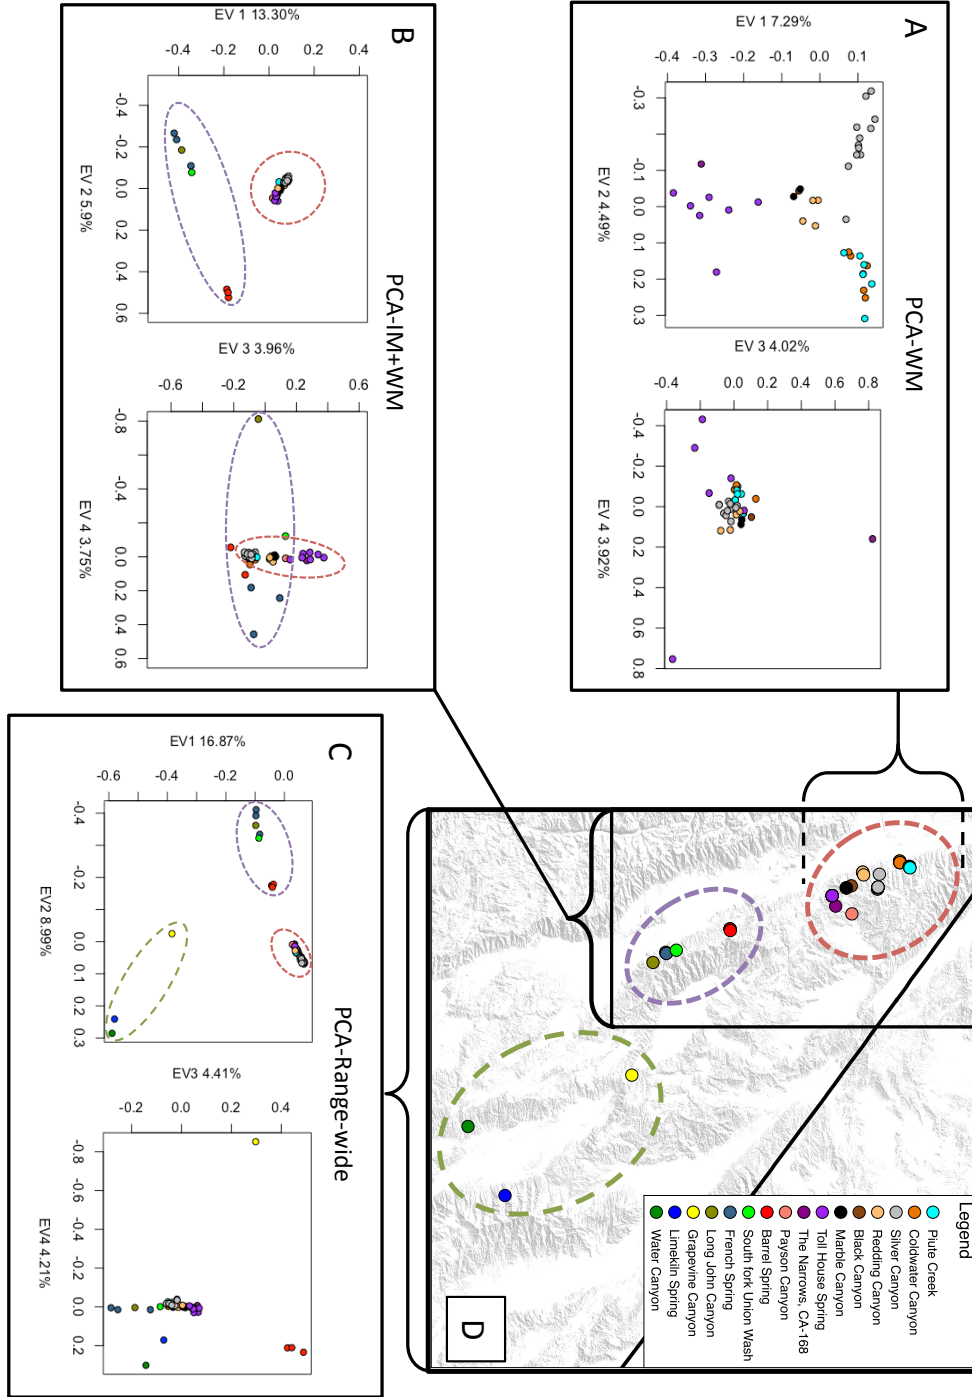 A
PCA-WM
EV 1 7.29%
-0.4
-0.3
-0.2
-0.1
0.0
0.1
-0.3
-0.1
0.0
0.1
0.2
0.3
EV 2 4.49%
EV 3 4.02%
-0.4
-0.2
0.0
0.2
0.4
0.6
0.8
-0.4
-0.2
0.0
0.2
0.4
0.6
0.8
EV 4 3.92%
B
PCA-IM+WM
EV 1 13.30%
-0.4
-0.2
0.0
0.2
0.4
-0.4
-0.2
0.0
0.2
0.4
0.6
EV 2 5.9%
EV 3 3.96%
-0.6
-0.2
0.2
0.6
-0.8
-0.4
0.0
0.2
0.4
0.6
EV 4 3.75%
C
PCA-Range-wide
EV1 16.87%
-0.6
-0.4
-0.2
0.0
-0.4
-0.2
0.0
0.1
0.2
0.3
EV2 8.99%
EV3 4.41%
-0.2
0.0
0.2
0.4
-0.8
-0.6
-0.4
-0.2
0.0
0.2
EV4 4.21%
D
Legend
Piute Creek
Coldwater Canyon
Silver Canyon
Redding Canyon
Black Canyon
Marble Canyon
Toll House Spring
The Narrows, CA-168
Payson Canyon
Barrel Spring
South fork Union Wash
French Spring
Long John Canyon
Grapevine Canyon
Limekiln Spring
Water Canyon